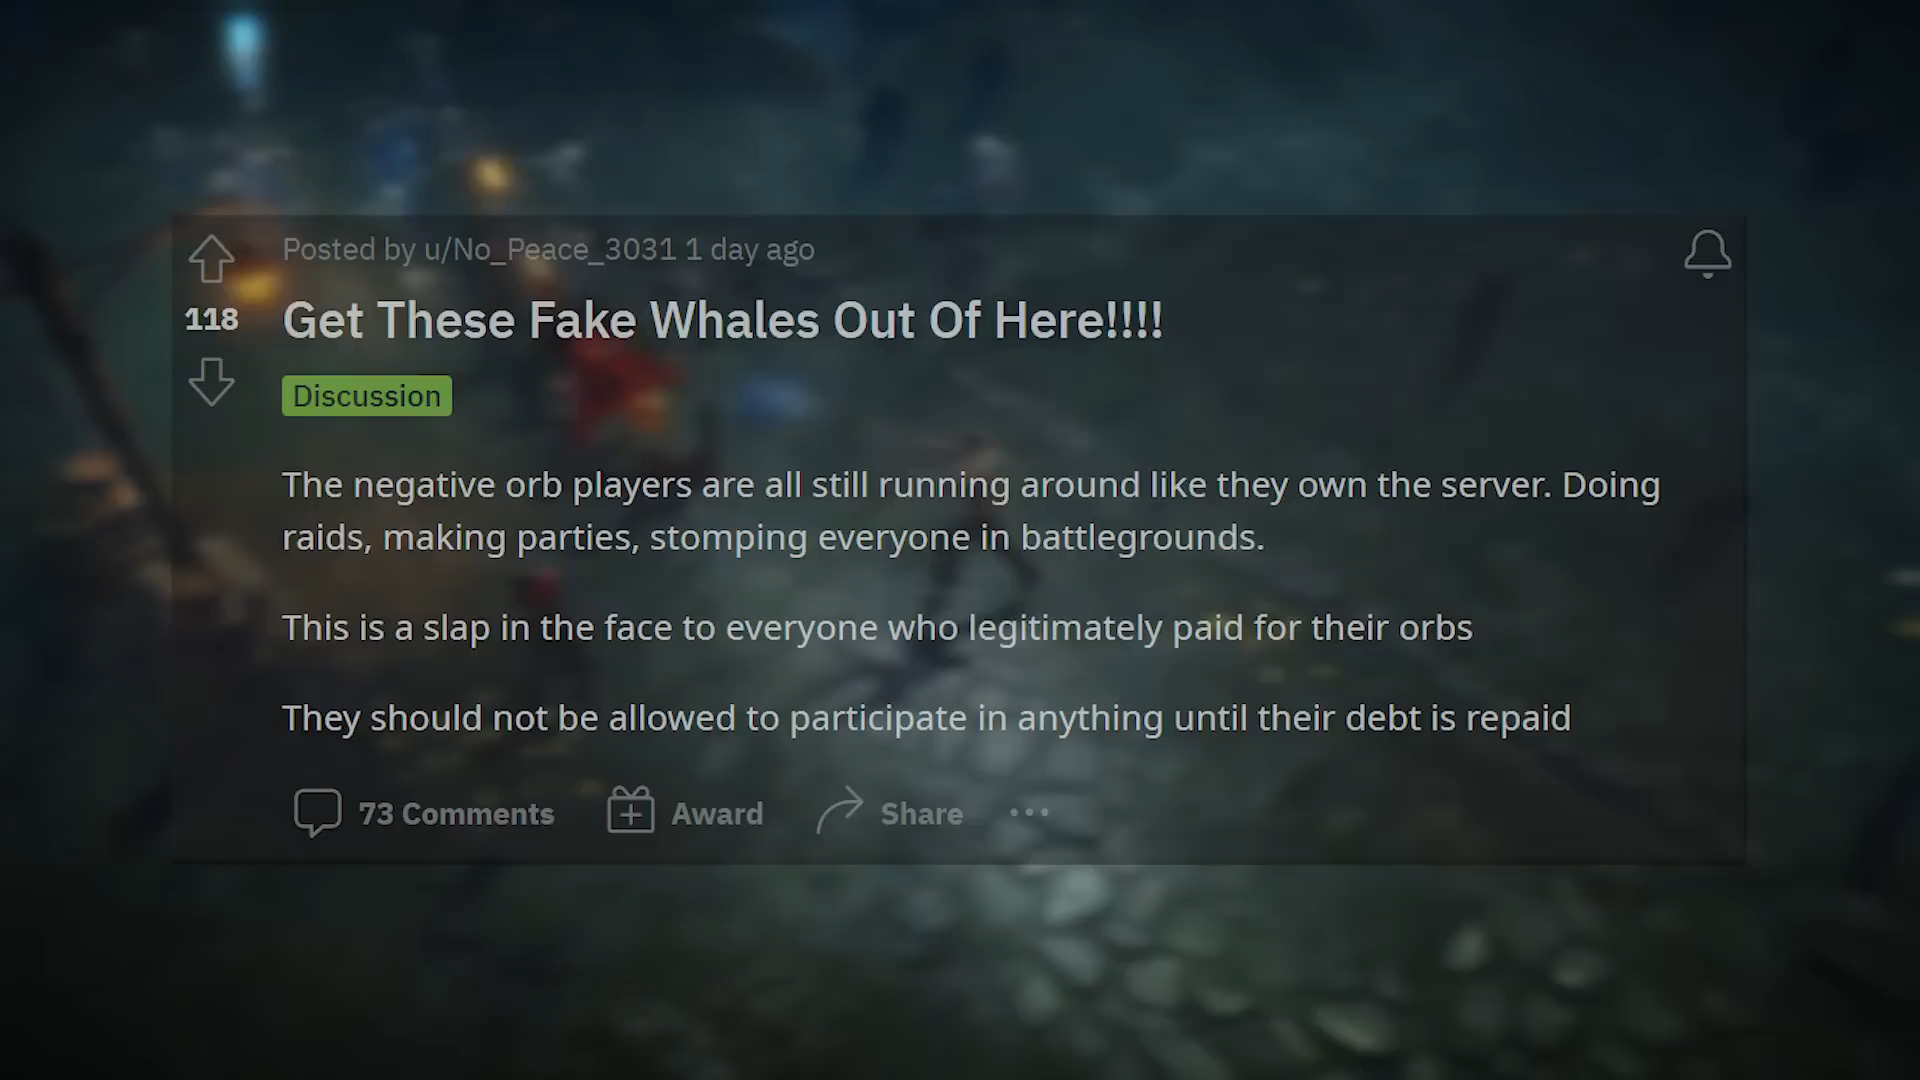 Posted by u/No_Peace_3031 1 day ago
118
Get These Fake Whales Out Of Here!!!!
Discussion
The negative orb players are all still running around like they own the server. Doing
raids, making parties, stomping everyone in battlegrounds.
This is a slap in the face to everyone who legitimately paid for their orbs
They should not be allowed to participate in anything until their debt is repaid
73 Comments Award Share